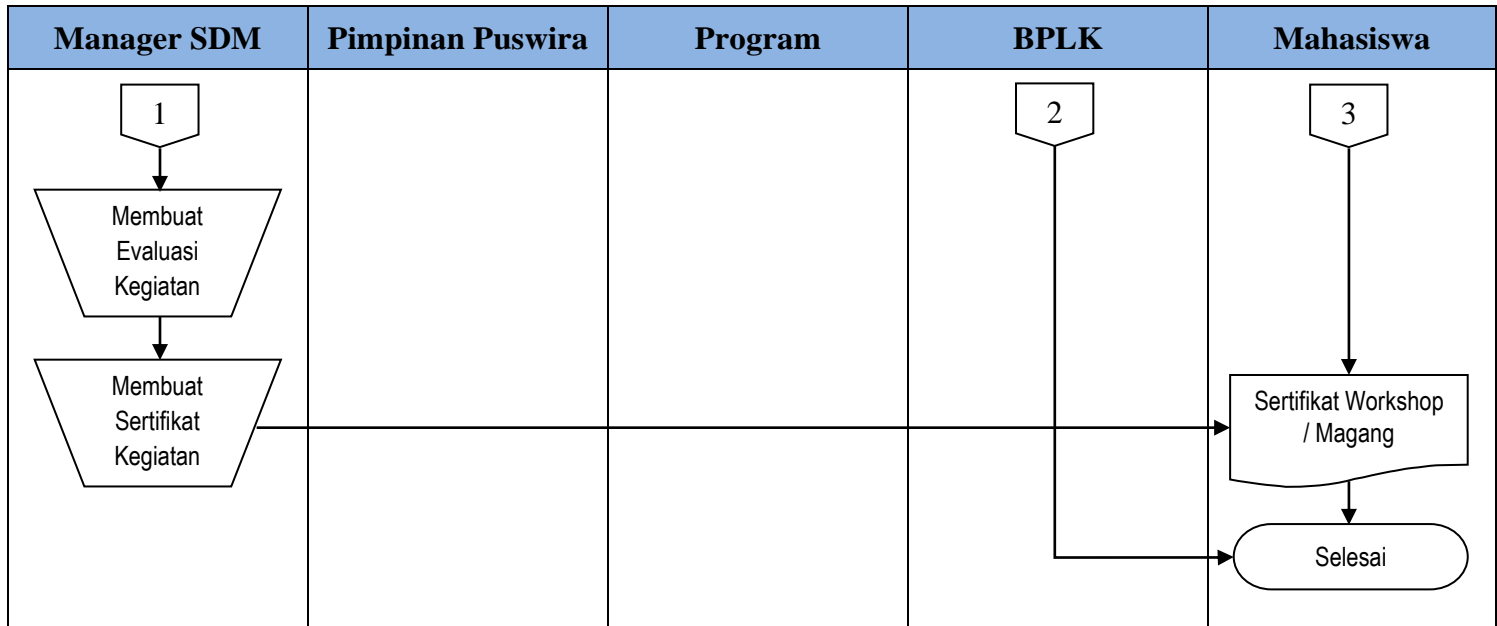 Manager SDM
Pimpinan Puswira
Program
BPLK
Mahasiswa
1
2
3
Membuat
Evaluasi
Kegiatan
Membuat
Sertifikat
Kegiatan
Sertifikat Workshop
/ Magang
Selesai